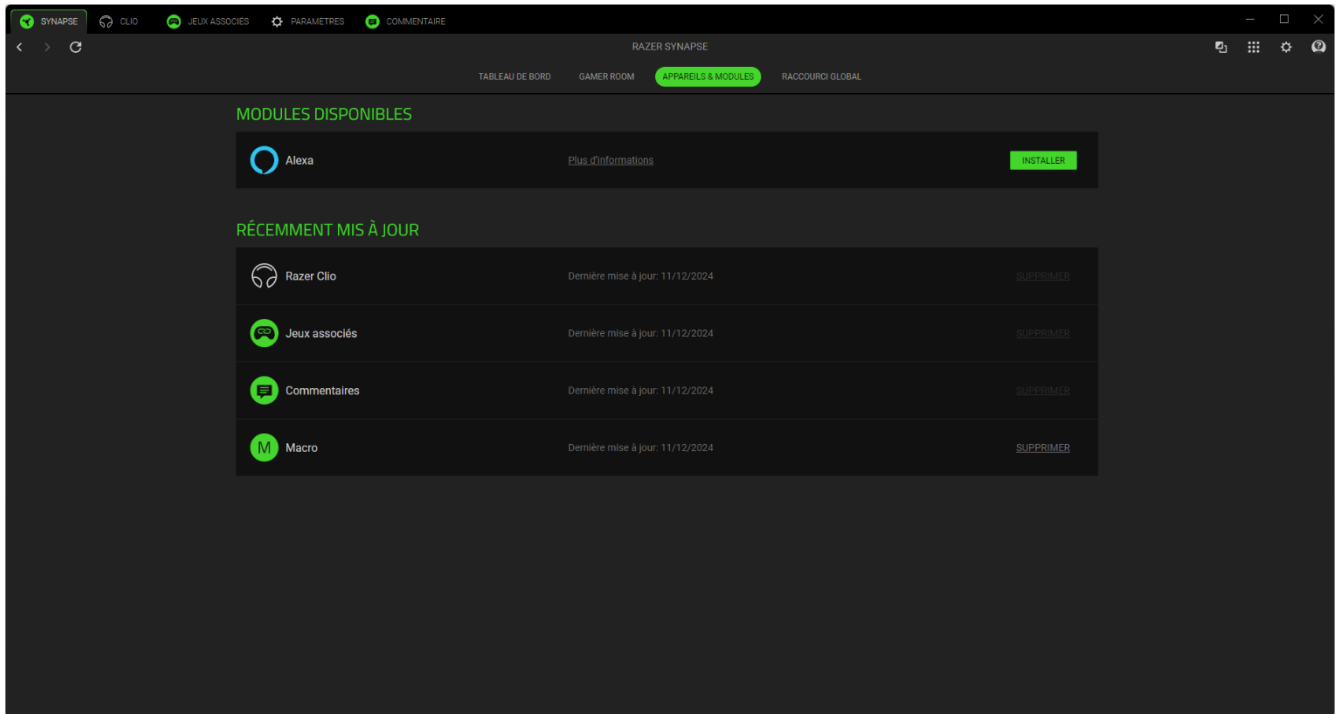 SYNAPSE CLIO JEUX ASSOCIÉS PARAMÈTRES COMMENTAIRE
RAZER SYNAPSE
TABLEAU DE BORD GAMER ROOM APPAREILS & MODULES RACCOURCI GLOBAL
MODULES DISPONIBLES
Alexa Plus d'informations INSTALLER
RÉCEMMENT MIS À JOUR
Razer Clio Dernière mise à jour: 11/12/2024 SUPPRIMER
Jeux associés Dernière mise à jour: 11/12/2024 SUPPRIMER
Commentaires Dernière mise à jour: 11/12/2024 SUPPRIMER
M Macro Dernière mise à jour: 11/12/2024 SUPPRIMER